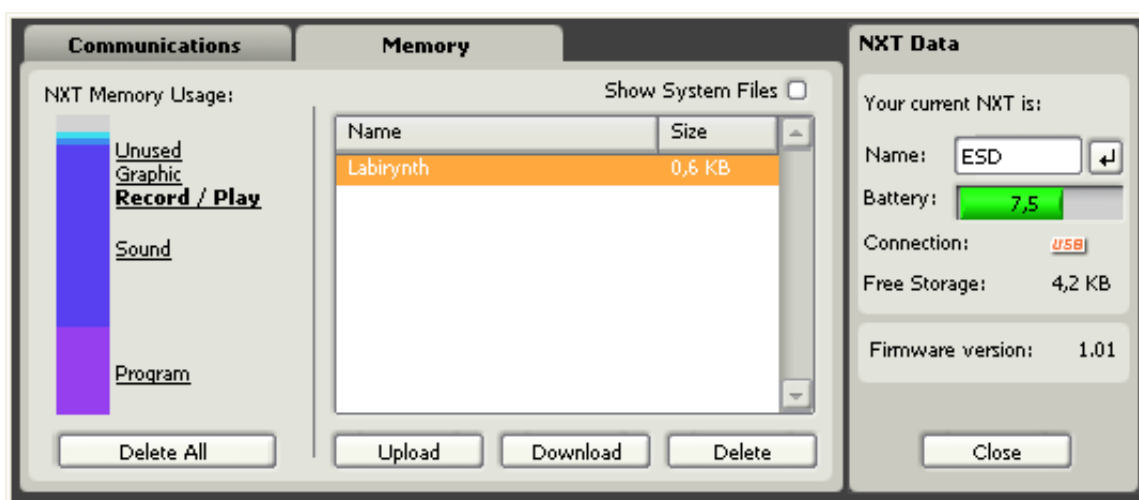 Communications
Memory
NXT Data
NXT Memory Usage:
Show System Files
Unused
Graphic
Record / Play
Sound
Program
Name Size
Labirynth 0,6 KB
Delete All
Upload Download Delete
Your current NXT is:
Name: ESD
Battery: 7,5
Connection: USB
Free Storage: 4,2 KB
Firmware version: 1.01
Close